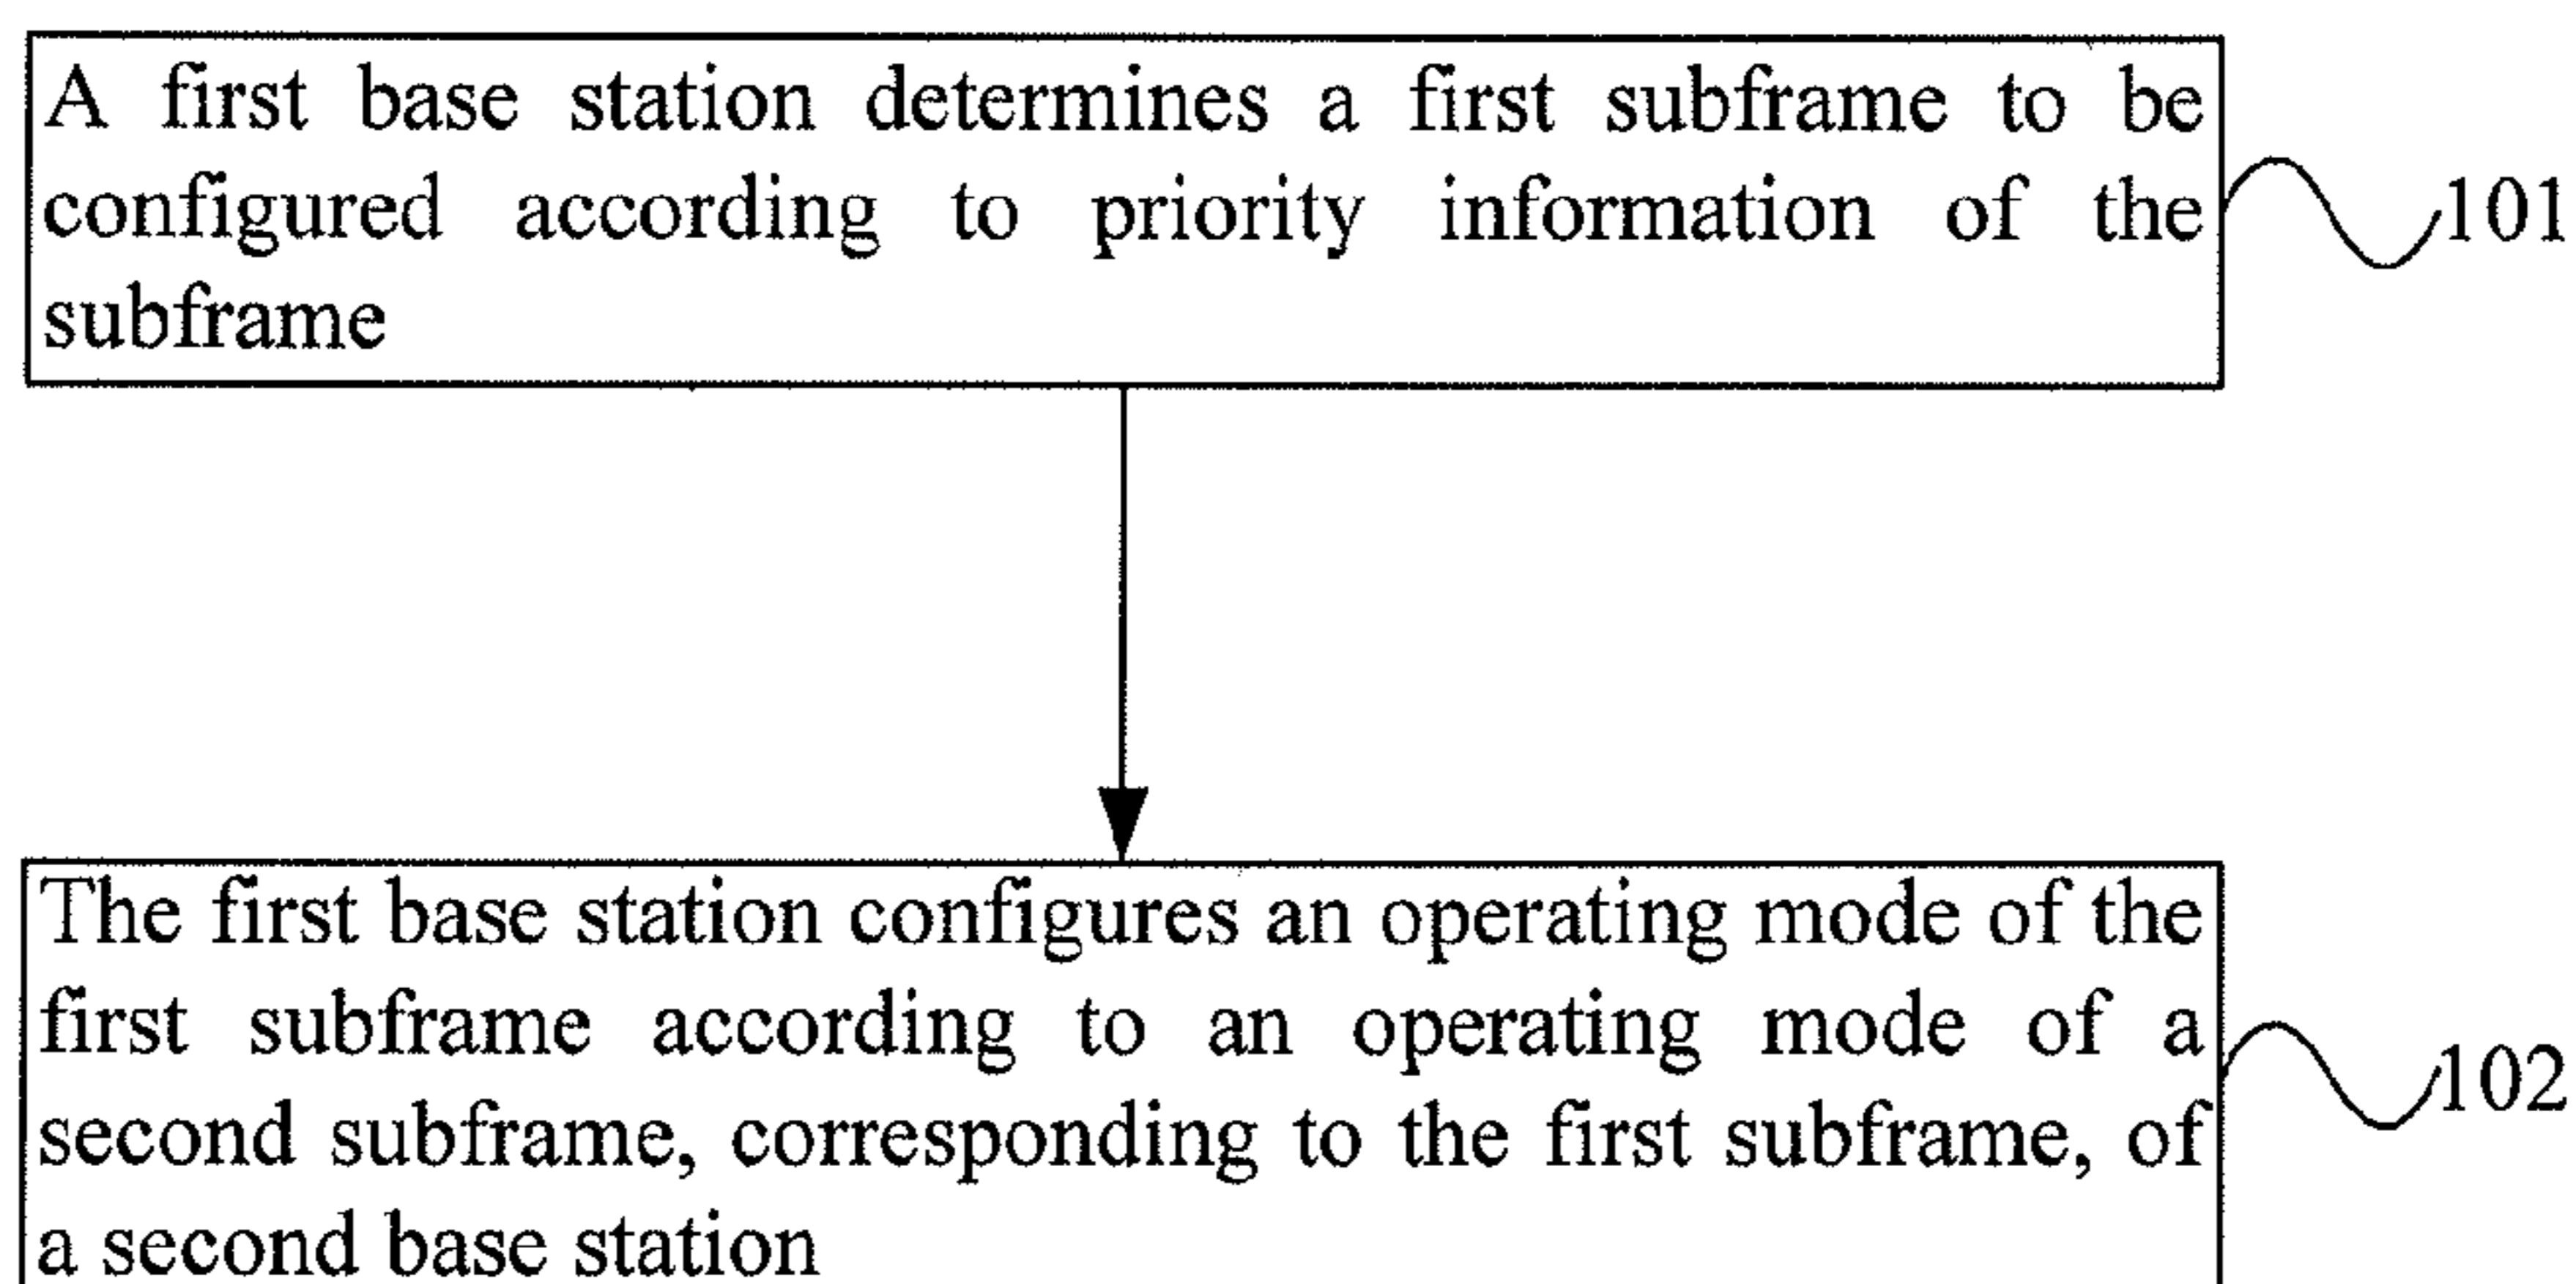 A first base station determines a first subframe to be
configured according to priority information of the
subframe
101
The first base station configures an operating mode of the
first subframe according to an operating mode of a
second subframe, corresponding to the first subframe, of
a second base station
102